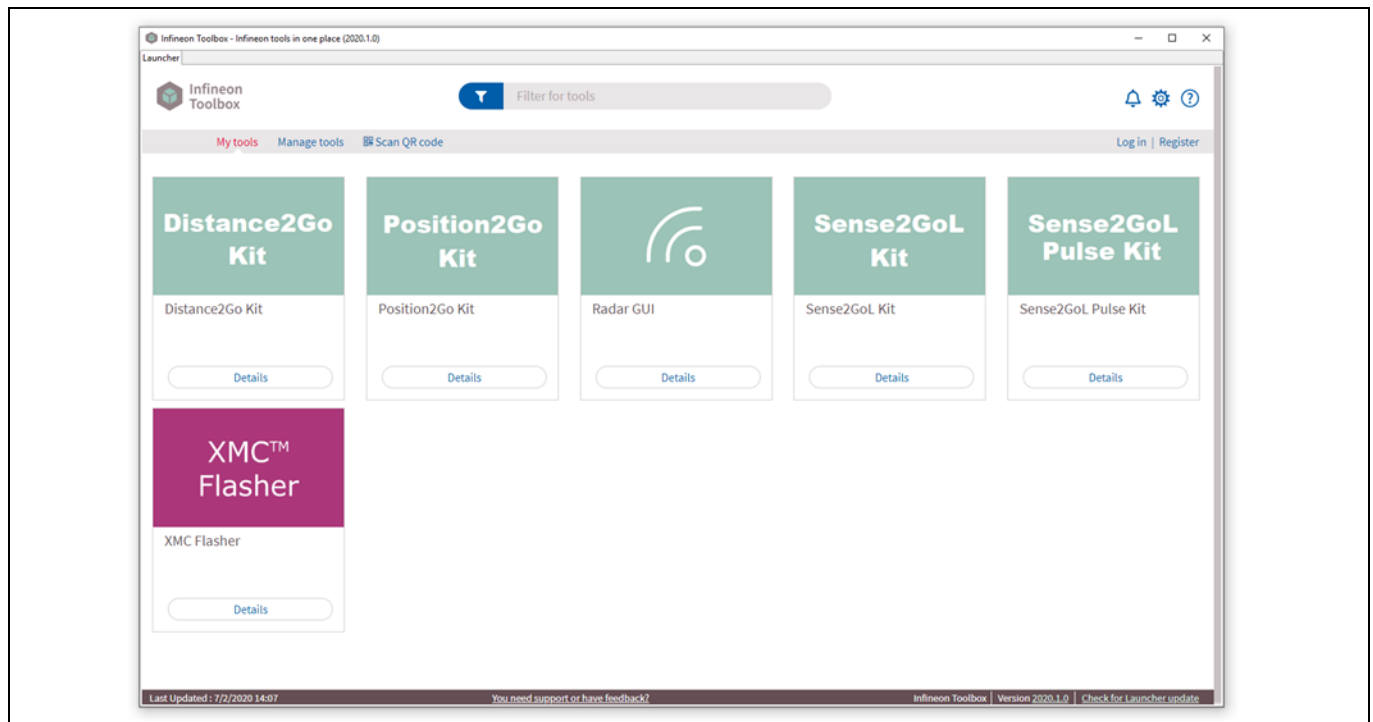 Infineon Toolbox - Infineon tools in one place (2020.1.0)
Launcher
Infineon
Toolbox
Filter for tools
My tools
Manage tools
Scan QR code
Log in | Register
Distance2Go
Kit
Position2Go
Kit
Sense2GoL
Kit
Sense2GoL
Pulse Kit
Distance2Go Kit
Position2Go Kit
Radar GUI
Sense2GoL Kit
Sense2GoL Pulse Kit
Details
Details
Details
Details
Details
XMC™
Flasher
XMC Flasher
Details
Last Updated : 7/2/2020 14:07
You need support or have feedback?
Infineon Toolbox | Version 2020.1.0 | Check for Launcher update